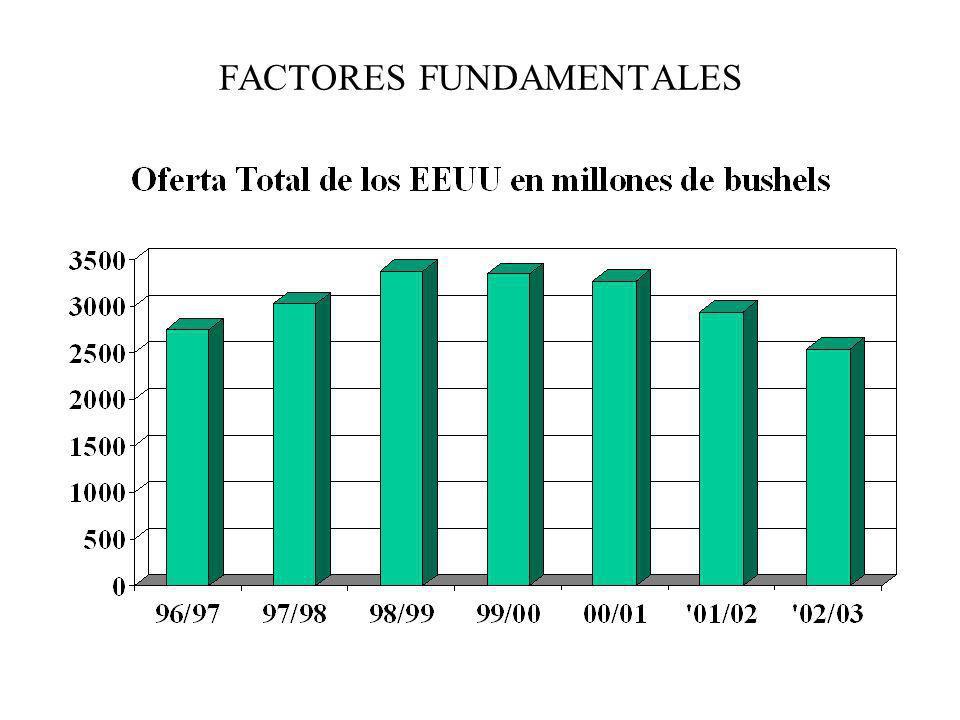 FACTORES FUNDAMENTALES
Oferta Total de los EEUU en millones de bushels
3500
3000
2500
2000
1500
1000
500
0
96/97 97/98 98/99 99/00 00/01 '01/02 '02/03